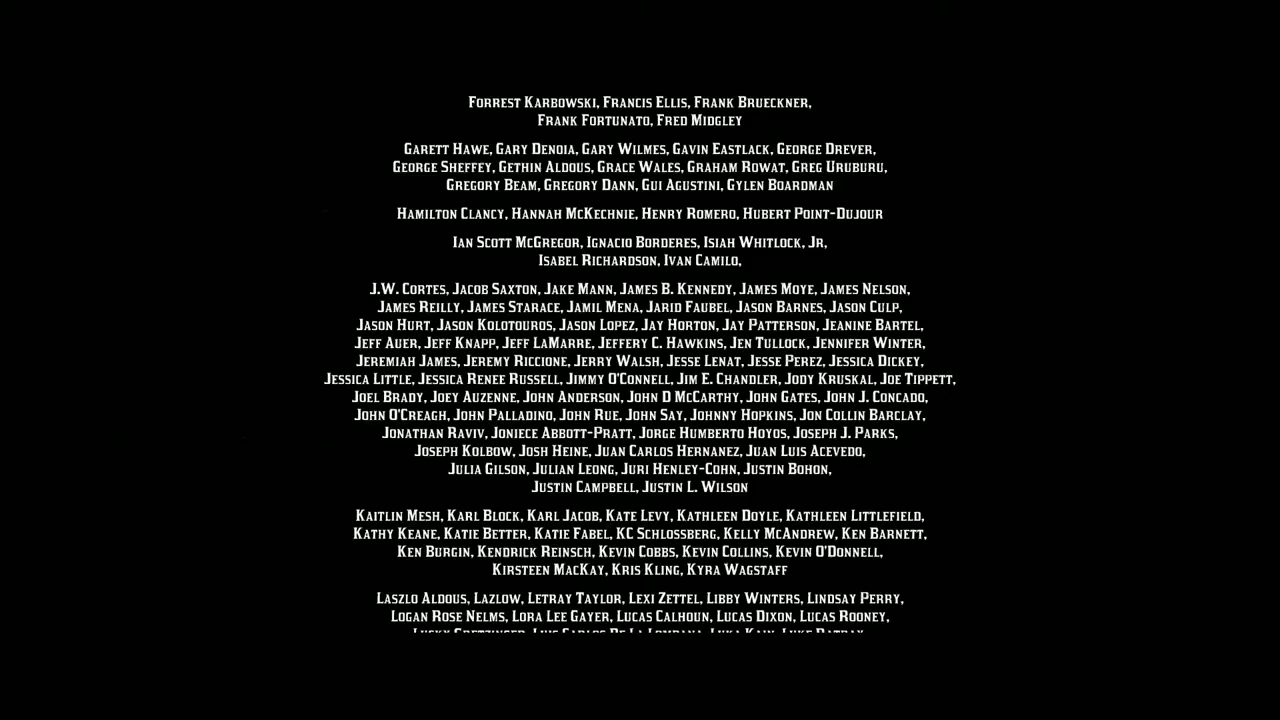 Forrest Karbowski, Francis Ellis, Frank Brueckner,
Frank Fortunato, Fred Midgley
Garett Hawe, Gary Denoia, Gary Wilmes, Gavin Eastlack, George Drever,
George Sheffey, Gethin Aldous, Grace Wales, Graham Rowat, Greg Uruburu,
Gregory Beam, Gregory Dann, Gui Agustini, Gylen Boardman
Hamilton Clancy, Hannah McKechnie, Henry Romero, Hubert Point-Dujour
Ian Scott McGregor, Ignacio Borderes, Isiah Whitlock, Jr,
Isabel Richardson, Ivan Camilo,
J.W. Cortes, Jacob Saxton, Jake Mann, James B. Kennedy, James Moye, James Nelson,
James Reilly, James Starace, Jamil Mena, Jarid Faubel, Jason Barnes, Jason Culp,
Jason Hurt, Jason Kolotouros, Jason Lopez, Jay Horton, Jay Patterson, Jeanine Bartel,
Jeff Auer, Jeff Knapp, Jeff LaMarre, Jeffery C. Hawkins, Jen Tullock, Jennifer Winter,
Jeremiah James, Jeremy Riccione, Jerry Walsh, Jesse Lenat, Jesse Perez, Jessica Dickey,
Jessica Little, Jessica Renee Russell, Jimmy O'Connell, Jim E. Chandler, Jody Kruskal, Joe Tippett,
Joel Brady, Joey Auzenne, John Anderson, John D McCarthy, John Gates, John J. Concado,
John O'Creagh, John Palladino, John Rue, John Say, Johnny Hopkins, Jon Collin Barclay,
Jonathan Raviv, Joniece Abbott-Pratt, Jorge Humberto Hoyos, Joseph J. Parks,
Joseph Kolbow, Josh Heine, Juan Carlos Hernanez, Juan Luis Acevedo,
Julia Gilson, Julian Leong, Juri Henley-Cohn, Justin Bohon,
Justin Campbell, Justin L. Wilson
Kaitlin Mesh, Karl Block, Karl Jacob, Kate Levy, Kathleen Doyle, Kathleen Littlefield,
Kathy Keane, Katie Better, Katie Fabel, KC Schlossberg, Kelly McAndrew, Ken Barnett,
Ken Burgin, Kendrick Reinsch, Kevin Cobbs, Kevin Collins, Kevin O'Donnell,
Kirsteen MacKay, Kris Kling, Kyra Wagstaff
Laszlo Aldous, Lazlow, Letray Taylor, Lexi Zettel, Libby Winters, Lindsay Perry,
Logan Rose Nelms, Lora Lee Gayer, Lucas Calhoun, Lucas Dixon, Lucas Rooney,